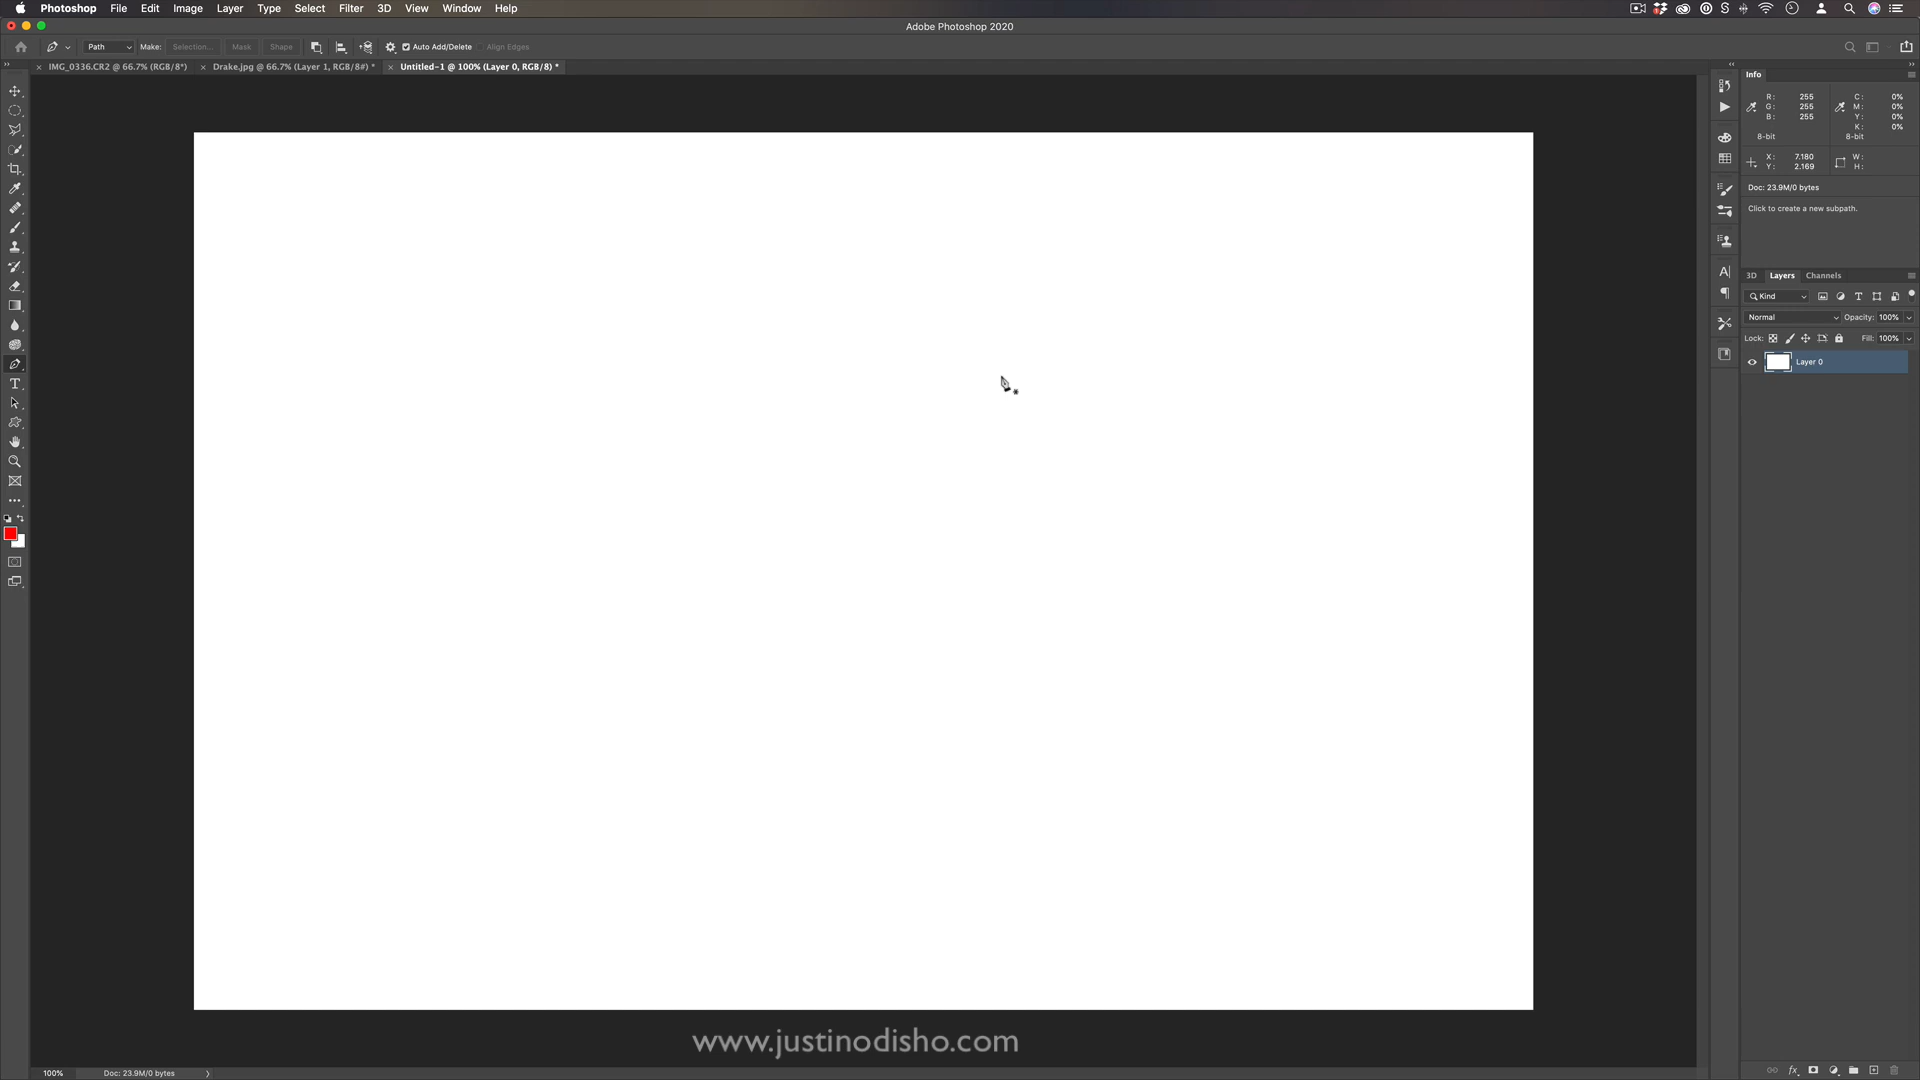 Photoshop File Edit Image Layer Type Select Filter 3D View Window Help
Adobe Photoshop 2020
Path Make: Selection... Mask Shape Auto Add/Delete Align Edges
IMG_0336.CR2 @ 66.7% (RGB/8*) Drake.jpg @ 66.7% (Layer 1, RGB/8#) * Untitled-1 @ 100% (Layer 0, RGB/8) *
Info
R: 255 C: 0%
G: 255 M: 0%
B: 255 Y: 0%
K: 0%
8-bit 8-bit
X: 7.180 W:
Y: 2.169 H:
Doc: 23.9M/0 bytes
Click to create a new subpath.
3D Layers Channels
Kind
Normal Opacity: 100%
Lock: Fill: 100%
Layer 0
www.justinodisho.com
100% Doc: 23.9M/0 bytes